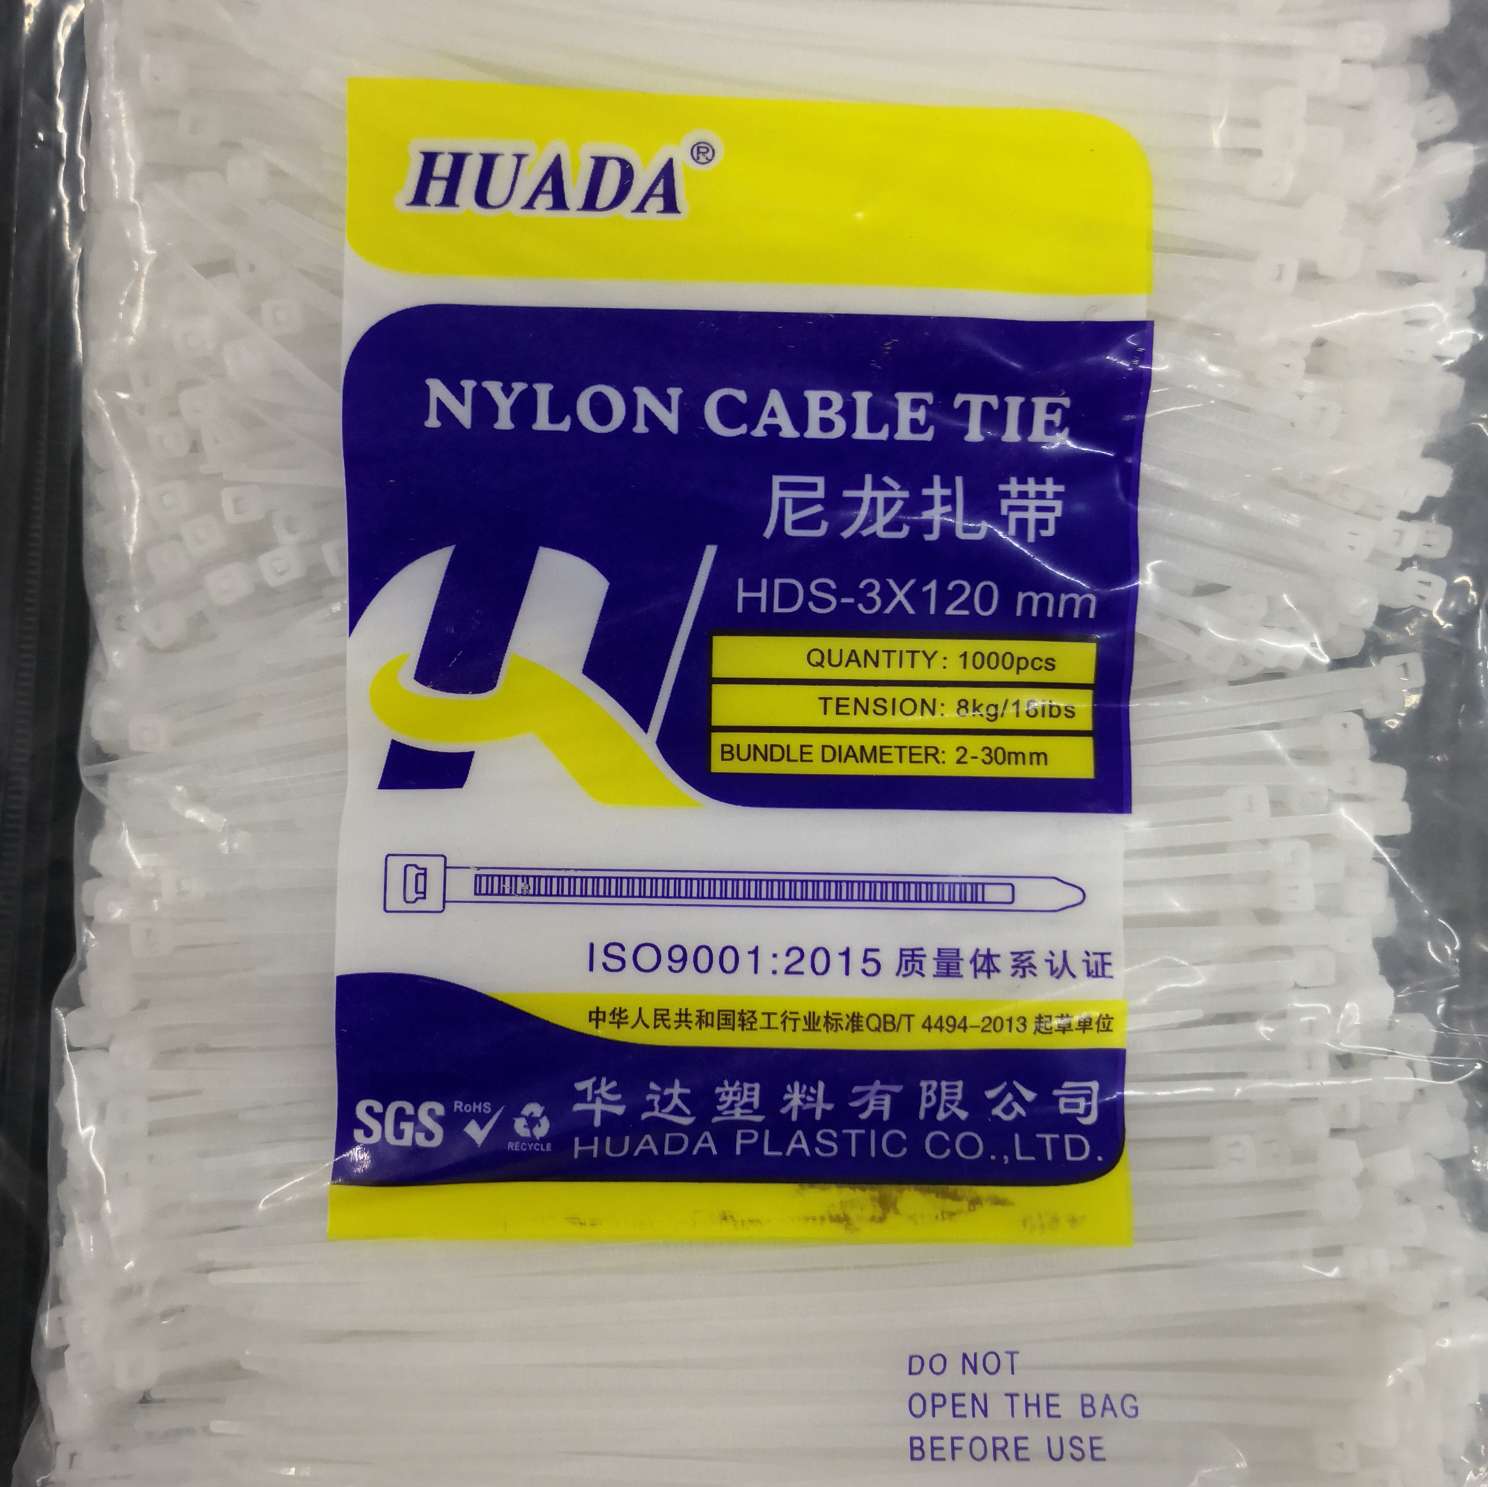 HUADA®
NYLON CABLE TIE
尼龙扎带
HDS-3X120 mm
QUANTITY: 1000pcs
TENSION: 8kg/18lbs
BUNDLE DIAMETER: 2-30mm
ISO9001:2015 质量体系认证
中华人民共和国轻工行业标准QB/T 4494-2013 起草单位
SGS RoHS RECYCLE
华达塑料有限公司
HUADA PLASTIC CO.,LTD.
DO NOT
OPEN THE BAG
BEFORE USE